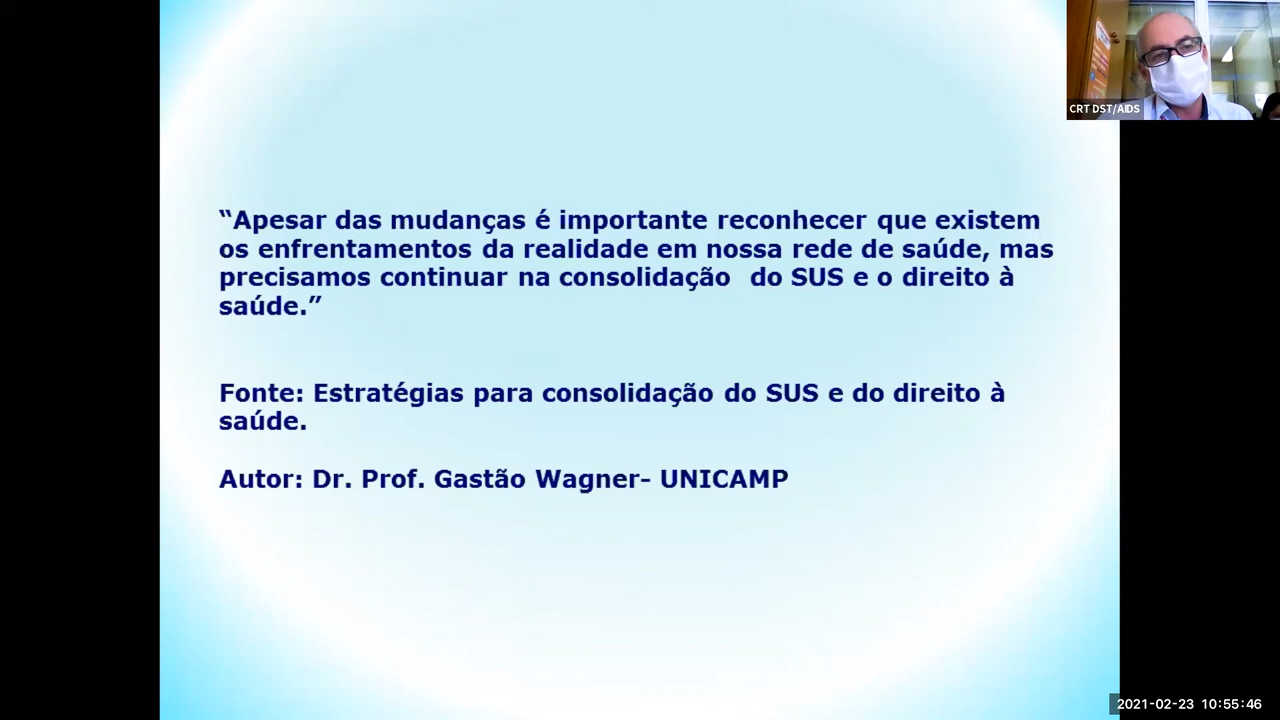 CRT DST/AIDS
“Apesar das mudanças é importante reconhecer que existem
os enfrentamentos da realidade em nossa rede de saúde, mas
precisamos continuar na consolidação  do SUS e o direito à
saúde.”
Fonte: Estratégias para consolidação do SUS e do direito à
saúde.
Autor: Dr. Prof. Gastão Wagner- UNICAMP
2021-02-23 10:55:46